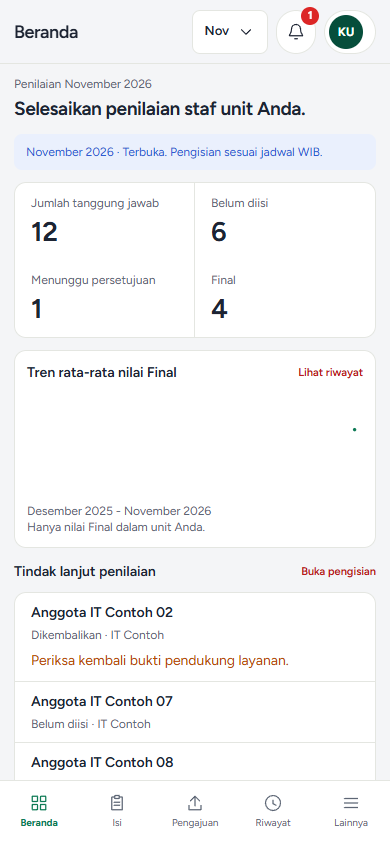 Beranda
Nov
1
KU
Penilaian November 2026
Selesaikan penilaian staf unit Anda.
November 2026 · Terbuka. Pengisian sesuai jadwal WIB.
Jumlah tanggung jawab
12
Belum diisi
6
Menunggu persetujuan
1
Final
4
Tren rata-rata nilai Final
Lihat riwayat
Desember 2025 - November 2026
Hanya nilai Final dalam unit Anda.
Tindak lanjut penilaian
Buka pengisian
Anggota IT Contoh 02
Dikembalikan · IT Contoh
Periksa kembali bukti pendukung layanan.
Anggota IT Contoh 07
Belum diisi · IT Contoh
Anggota IT Contoh 08
Beranda
Isi
Pengajuan
Riwayat
Lainnya